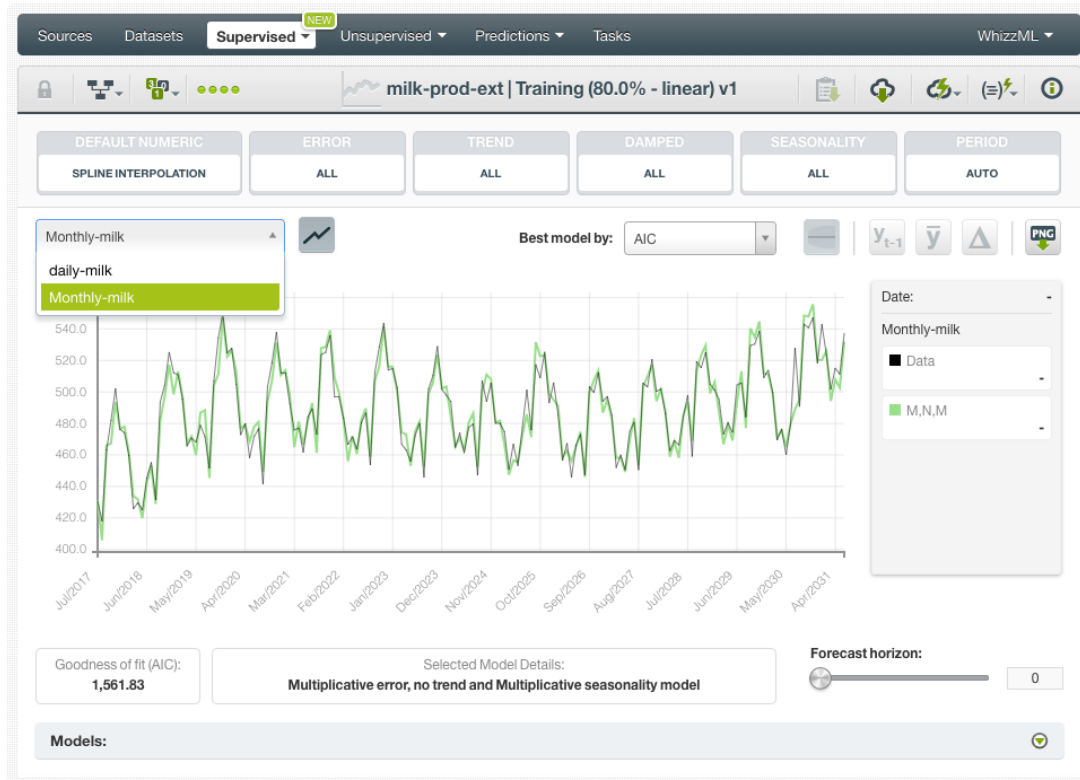 NEW
Sources Datasets Supervised Unsupervised Predictions Tasks WhizzML
milk-prod-ext | Training (80.0% - linear) v1
DEFAULT NUMERIC ERROR TREND DAMPED SEASONALITY PERIOD
SPLINE INTERPOLATION ALL ALL ALL ALL AUTO
Monthly-milk Best model by: AIC yt-1 y Δ PNG
daily-milk
Monthly-milk
Date: -
Monthly-milk
Data
-
M,N,M
-
540.0
520.0
500.0
480.0
460.0
440.0
420.0
400.0
Jul/2017 Jun/2018 May/2019 Apr/2020 Mar/2021 Feb/2022 Jan/2023 Dec/2023 Nov/2024 Oct/2025 Sep/2026 Aug/2027 Jul/2028 Jun/2029 May/2030 Apr/2031
Goodness of fit (AIC):
1,561.83
Selected Model Details:
Multiplicative error, no trend and Multiplicative seasonality model
Forecast horizon:
0
Models: